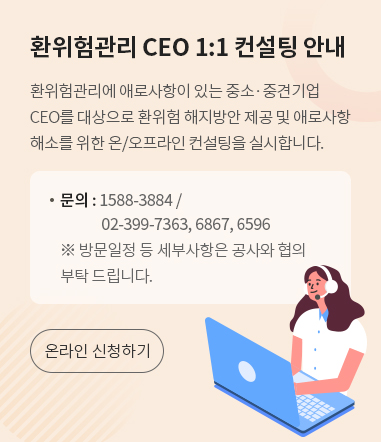 환위험관리 CEO 1:1 컨설팅 안내
환위험관리에 애로사항이 있는 중소·중견기업
CEO를 대상으로 환위험 해지방안 제공 및 애로사항
해소를 위한 온/오프라인 컨설팅을 실시합니다.
• 문의 : 1588-3884 /
02-399-7363, 6867, 6596
※ 방문일정 등 세부사항은 공사와 협의
부탁 드립니다.
온라인 신청하기